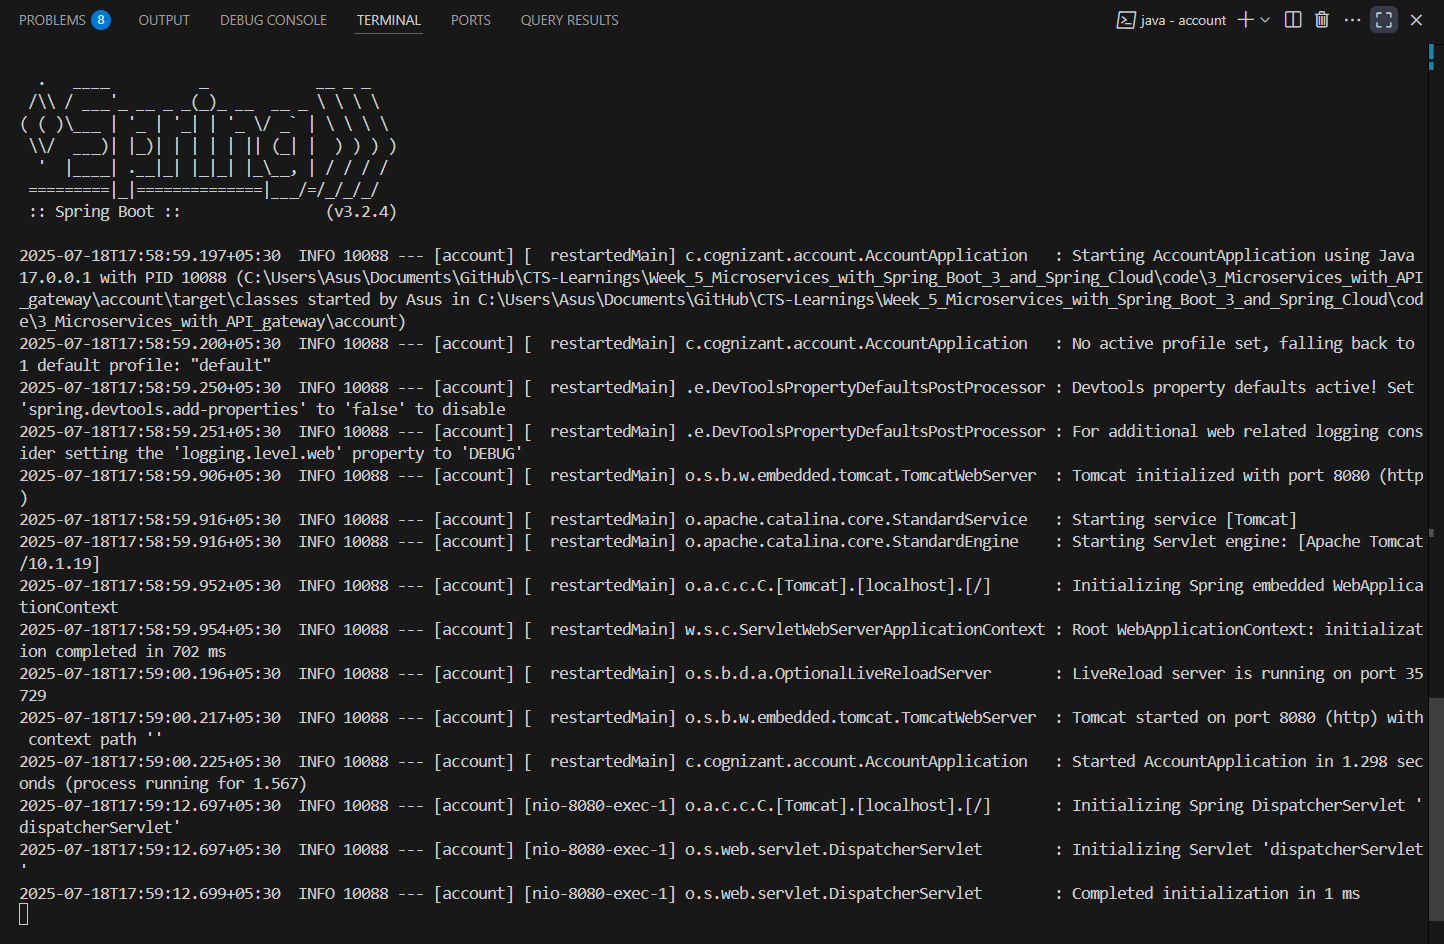 PROBLEMS 8 OUTPUT DEBUG CONSOLE TERMINAL PORTS QUERY RESULTS java - account
  .   ____          _            __ _ _
 /\\ / ___'_ __ _ _(_)_ __  __ _ \ \ \ \
( ( )\___ | '_ | '_| | '_ \/ _` | \ \ \ \
 \\/  ___)| |_)| | | | | || (_| |  ) ) ) )
  '  |____| .__|_| |_|_| |_\__, | / / / /
 =========|_|==============|___/=/_/_/_/
 :: Spring Boot ::                (v3.2.4)
2025-07-18T17:58:59.197+05:30  INFO 10088 --- [account] [  restartedMain] c.cognizant.account.AccountApplication   : Starting AccountApplication using Java
17.0.0.1 with PID 10088 (C:\Users\Asus\Documents\GitHub\CTS-Learnings\Week_5_Microservices_with_Spring_Boot_3_and_Spring_Cloud\code\3_Microservices_with_API
_gateway\account\target\classes started by Asus in C:\Users\Asus\Documents\GitHub\CTS-Learnings\Week_5_Microservices_with_Spring_Boot_3_and_Spring_Cloud\cod
e\3_Microservices_with_API_gateway\account)
2025-07-18T17:58:59.200+05:30  INFO 10088 --- [account] [  restartedMain] c.cognizant.account.AccountApplication   : No active profile set, falling back to
1 default profile: "default"
2025-07-18T17:58:59.250+05:30  INFO 10088 --- [account] [  restartedMain] .e.DevToolsPropertyDefaultsPostProcessor : Devtools property defaults active! Set
'spring.devtools.add-properties' to 'false' to disable
2025-07-18T17:58:59.251+05:30  INFO 10088 --- [account] [  restartedMain] .e.DevToolsPropertyDefaultsPostProcessor : For additional web related logging cons
ider setting the 'logging.level.web' property to 'DEBUG'
2025-07-18T17:58:59.906+05:30  INFO 10088 --- [account] [  restartedMain] o.s.b.w.embedded.tomcat.TomcatWebServer  : Tomcat initialized with port 8080 (http
)
2025-07-18T17:58:59.916+05:30  INFO 10088 --- [account] [  restartedMain] o.apache.catalina.core.StandardService   : Starting service [Tomcat]
2025-07-18T17:58:59.916+05:30  INFO 10088 --- [account] [  restartedMain] o.apache.catalina.core.StandardEngine    : Starting Servlet engine: [Apache Tomcat
/10.1.19]
2025-07-18T17:58:59.952+05:30  INFO 10088 --- [account] [  restartedMain] o.a.c.c.C.[Tomcat].[localhost].[/]       : Initializing Spring embedded WebApplica
tionContext
2025-07-18T17:58:59.954+05:30  INFO 10088 --- [account] [  restartedMain] w.s.c.ServletWebServerApplicationContext : Root WebApplicationContext: initializat
ion completed in 702 ms
2025-07-18T17:59:00.196+05:30  INFO 10088 --- [account] [  restartedMain] o.s.b.d.a.OptionalLiveReloadServer       : LiveReload server is running on port 35
729
2025-07-18T17:59:00.217+05:30  INFO 10088 --- [account] [  restartedMain] o.s.b.w.embedded.tomcat.TomcatWebServer  : Tomcat started on port 8080 (http) with
 context path ''
2025-07-18T17:59:00.225+05:30  INFO 10088 --- [account] [  restartedMain] c.cognizant.account.AccountApplication   : Started AccountApplication in 1.298 sec
onds (process running for 1.567)
2025-07-18T17:59:12.697+05:30  INFO 10088 --- [account] [nio-8080-exec-1] o.a.c.c.C.[Tomcat].[localhost].[/]       : Initializing Spring DispatcherServlet '
dispatcherServlet'
2025-07-18T17:59:12.697+05:30  INFO 10088 --- [account] [nio-8080-exec-1] o.s.web.servlet.DispatcherServlet        : Initializing Servlet 'dispatcherServlet
'
2025-07-18T17:59:12.699+05:30  INFO 10088 --- [account] [nio-8080-exec-1] o.s.web.servlet.DispatcherServlet        : Completed initialization in 1 ms